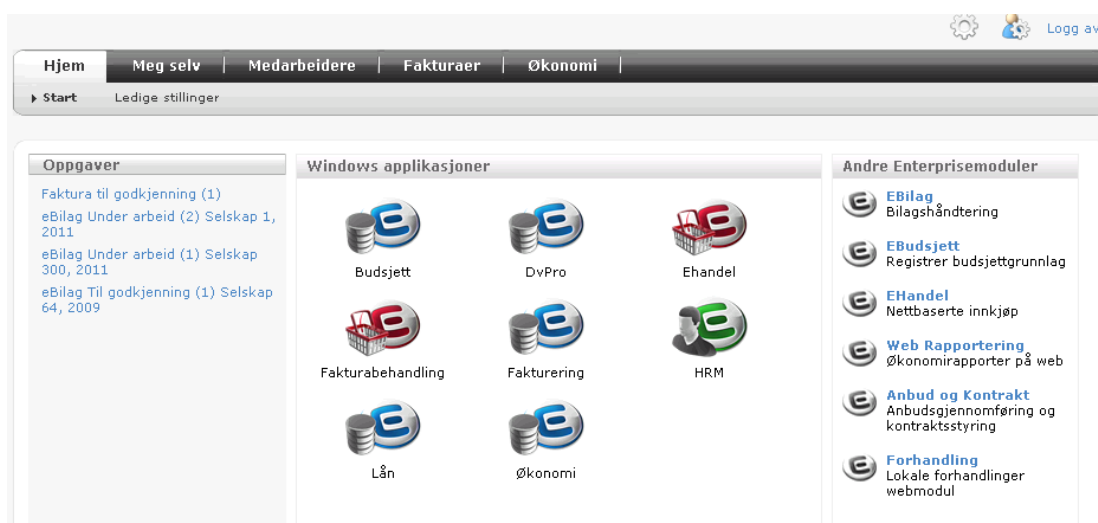 Logg av
Hjem
Meg selv
Medarbeidere
Fakturaer
Økonomi
Start
Ledige stillinger
Oppgaver
Faktura til godkjenning (1)
eBilag Under arbeid (2) Selskap 1,
2011
eBilag Under arbeid (1) Selskap
300, 2011
eBilag Til godkjenning (1) Selskap
64, 2009
Windows applikasjoner
Budsjett
DvPro
Ehandel
Fakturabehandling
Fakturering
HRM
Lån
Økonomi
Andre Enterprisemoduler
EBilag
Bilagshåndtering
EBudsjett
Registrer budsjettgrunnlag
EHandel
Nettbaserte innkjøp
Web Rapportering
Økonomirapporter på web
Anbud og Kontrakt
Anbudsgjennomføring og
kontraktsstyring
Forhandling
Lokale forhandlinger
webmodul